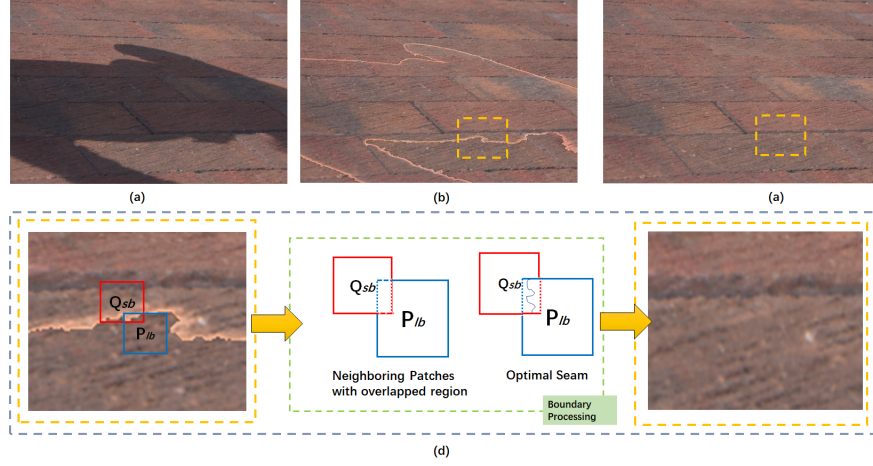 (a)
(b)
(a)
Qsb
Plb
Qsb
Plb
Qsb
Plb
Neighboring Patches
with overlapped region
Optimal Seam
Boundary
Processing
(d)